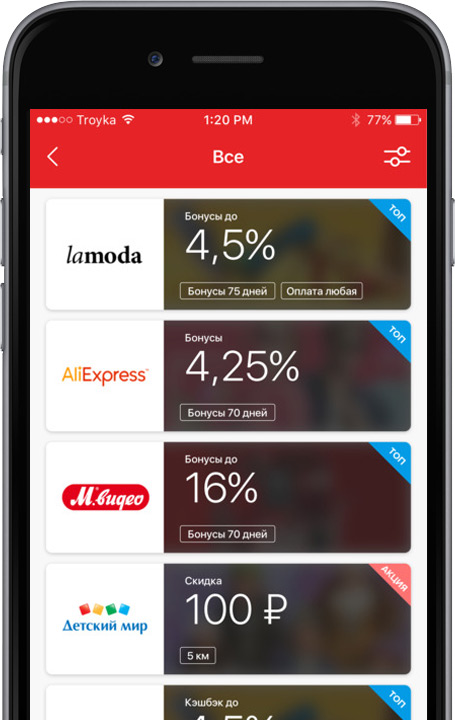 Troyka 1:20 PM 77%
Все
ТОП
Бонусы до
lamoda
4,5%
Бонусы 75 дней Оплата любая
ТОП
Бонусы
AliExpress
4,25%
Бонусы 70 дней
ТОП
Бонусы до
М.видео
16%
Бонусы 70 дней
АКЦИЯ
Скидка
Детский мир
100 ₽
5 км
ТОП
Кэшбэк до